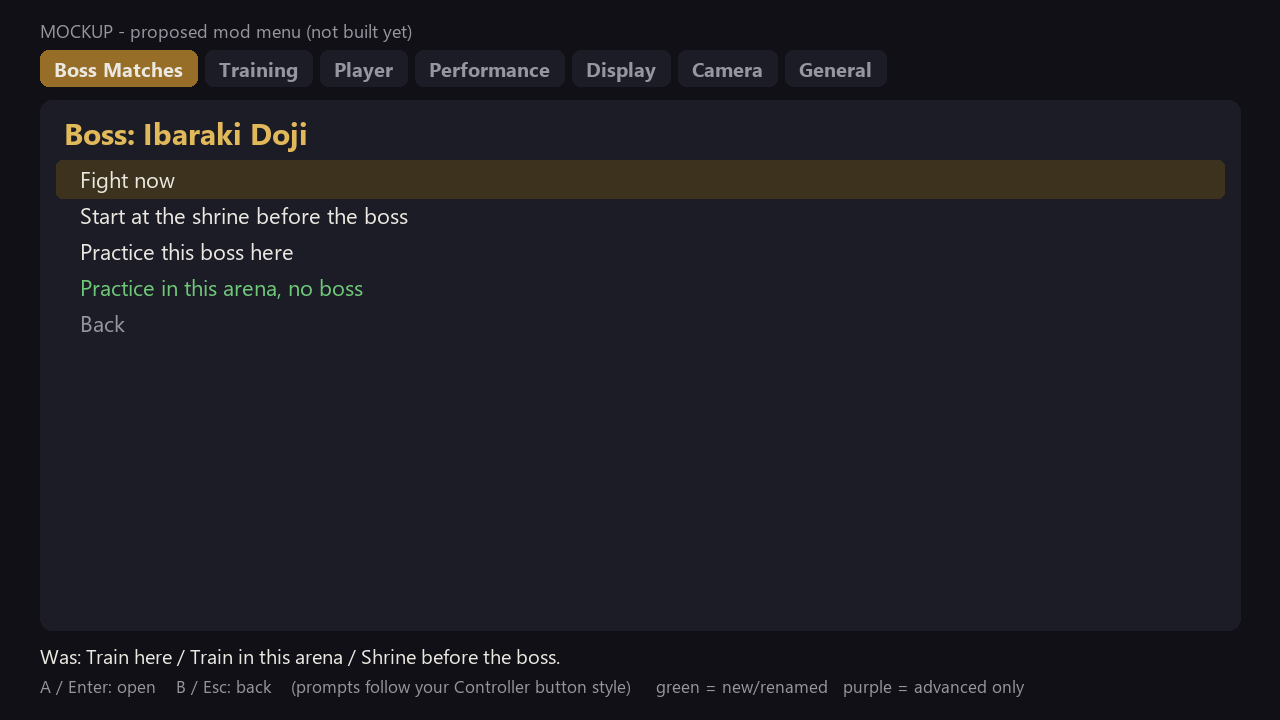 MOCKUP - proposed mod menu (not built yet)
Boss Matches Training Player Performance Display Camera General
Boss: Ibaraki Doji
Fight now
Start at the shrine before the boss
Practice this boss here
Practice in this arena, no boss
Back
Was: Train here / Train in this arena / Shrine before the boss.
A / Enter: open B / Esc: back (prompts follow your Controller button style) green = new/renamed purple = advanced only